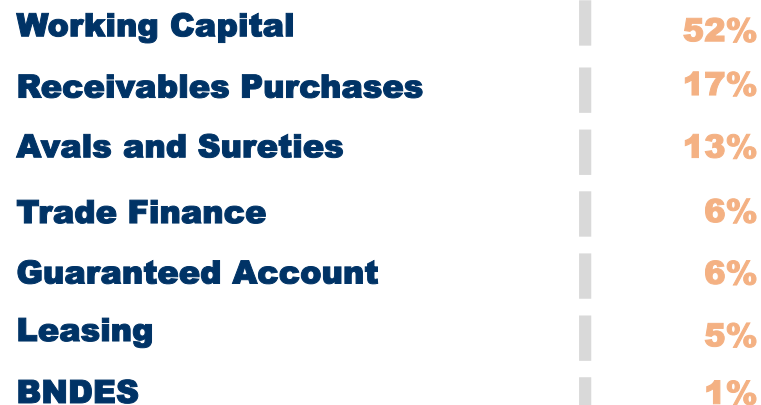 Working Capital 52%
Receivables Purchases 17%
Avals and Sureties 13%
Trade Finance 6%
Guaranteed Account 6%
Leasing 5%
BNDES 1%